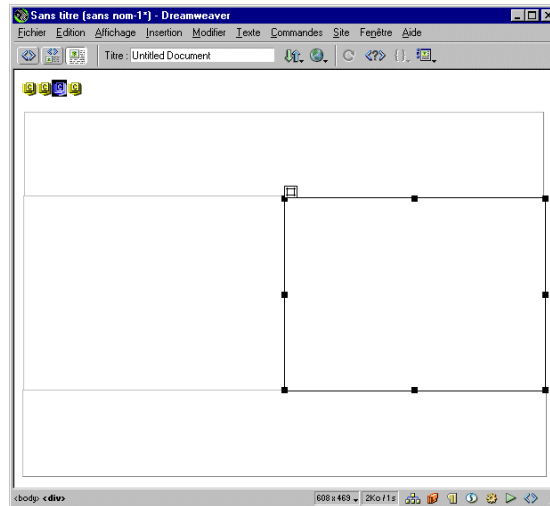 Sans titre (sans nom-1*) - Dreamweaver
Fichier Edition Affichage Insertion Modifier Texte Commandes Site Fenêtre Aide
Titre : Untitled Document
<body> <div> 608 x 469 2Ko / 1 s